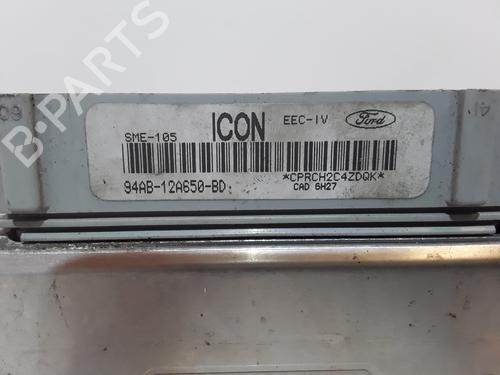 SME-105 ICON EEC-IV Ford
94AB-12A650-BD *CPRCH2C4ZDQK*
CAD 6H27
B-PARTS